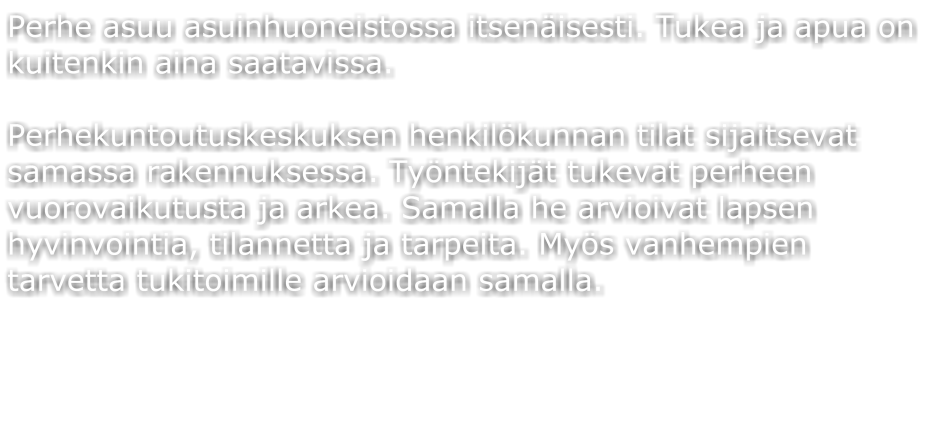 Perhe asuu asuinhuoneistossa itsenäisesti. Tukea ja apua on
kuitenkin aina saatavissa.

Perhekuntoutuskeskuksen henkilökunnan tilat sijaitsevat
samassa rakennuksessa. Työntekijät tukevat perheen
vuorovaikutusta ja arkea. Samalla he arvioivat lapsen
hyvinvointia, tilannetta ja tarpeita. Myös vanhempien
tarvetta tukitoimille arvioidaan samalla.